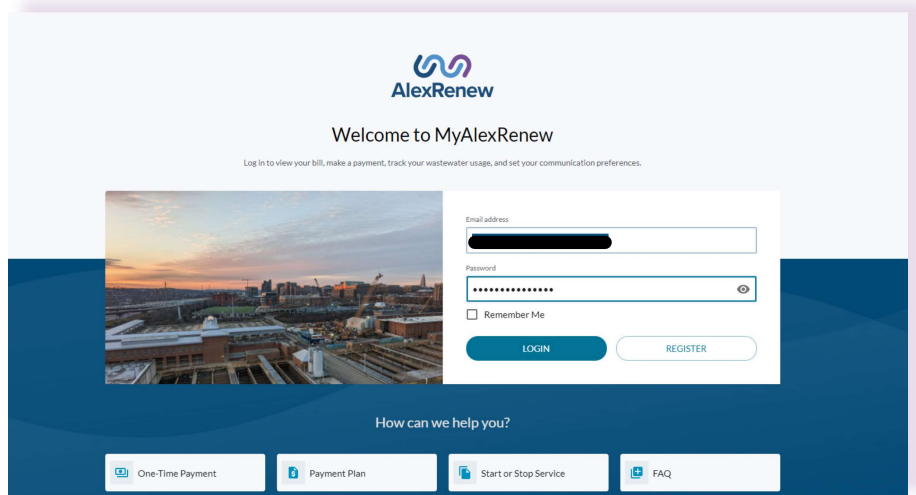 AlexRenew
Welcome to MyAlexRenew
Log in to view your bill, make a payment, track your wastewater usage, and set your communication preferences.
Email address
Password
•••••••••••••••
Remember Me
LOGIN REGISTER
How can we help you?
One-Time Payment Payment Plan Start or Stop Service FAQ